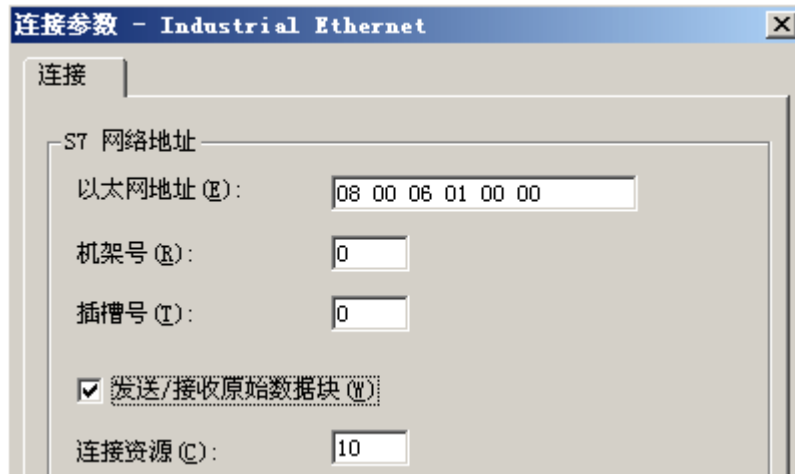 连接参数 - Industrial Ethernet
连接
S7 网络地址
以太网地址(E): 08 00 06 01 00 00
机架号(R): 0
插槽号(T): 0
发送/接收原始数据块(W)
连接资源(C): 10